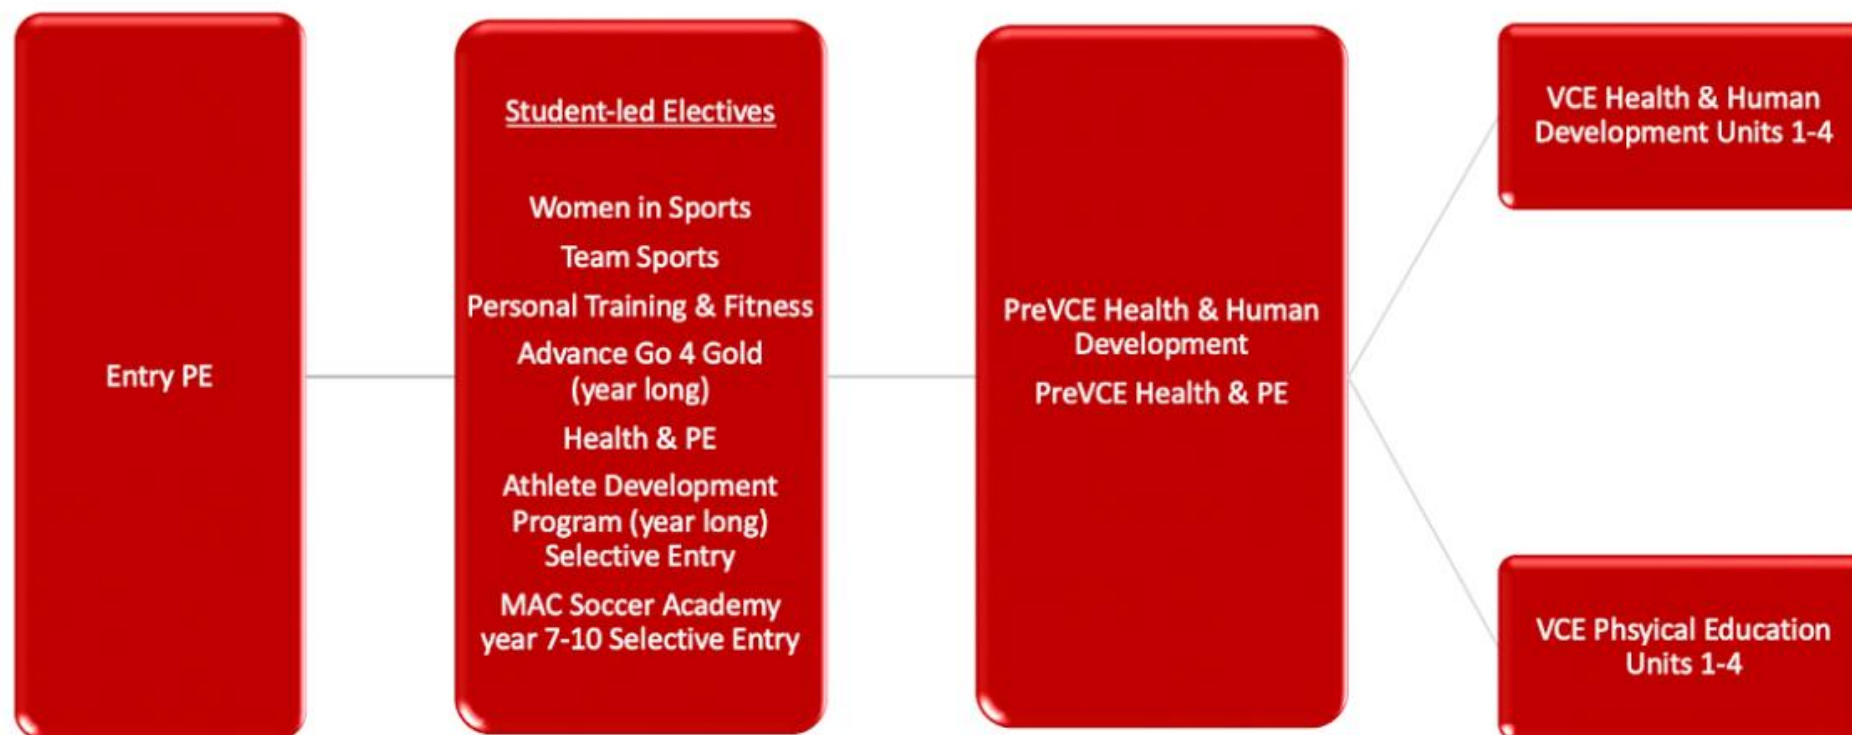 Entry PE
Student-led Electives
Women in Sports
Team Sports
Personal Training & Fitness
Advance Go 4 Gold
(year long)
Health & PE
Athlete Development
Program (year long)
Selective Entry
MAC Soccer Academy
year 7-10 Selective Entry
PreVCE Health & Human
Development
PreVCE Health & PE
VCE Health & Human
Development Units 1-4
VCE Phsyical Education
Units 1-4